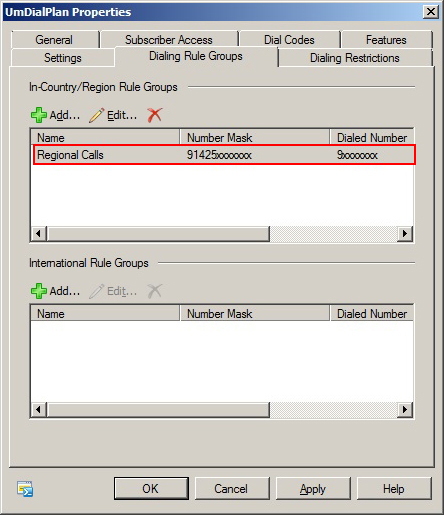 UmDialPlan Properties
General Subscriber Access Dial Codes Features
Settings Dialing Rule Groups Dialing Restrictions
In-Country/Region Rule Groups
Add... Edit...
Name Number Mask Dialed Number
Regional Calls 91425xxxxxxx 9xxxxxxx
International Rule Groups
Add... Edit...
Name Number Mask Dialed Number
OK Cancel Apply Help